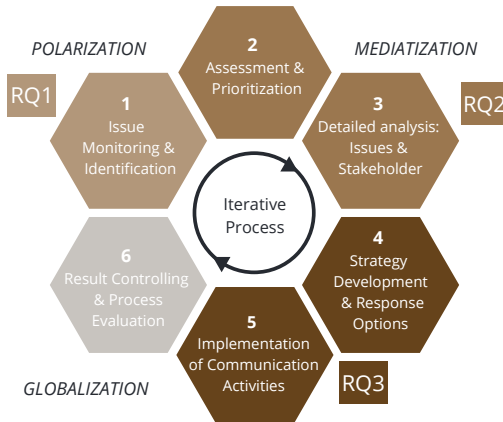 POLARIZATION
MEDIATIZATION
RQ1
RQ2
1
Issue
Monitoring &
Identification
2
Assessment &
Prioritization
3
Detailed analysis:
Issues &
Stakeholder
Iterative
Process
4
Strategy
Development
& Response
Options
5
Implementation
of Communication
Activities
6
Result Controlling
& Process
Evaluation
RQ3
GLOBALIZATION